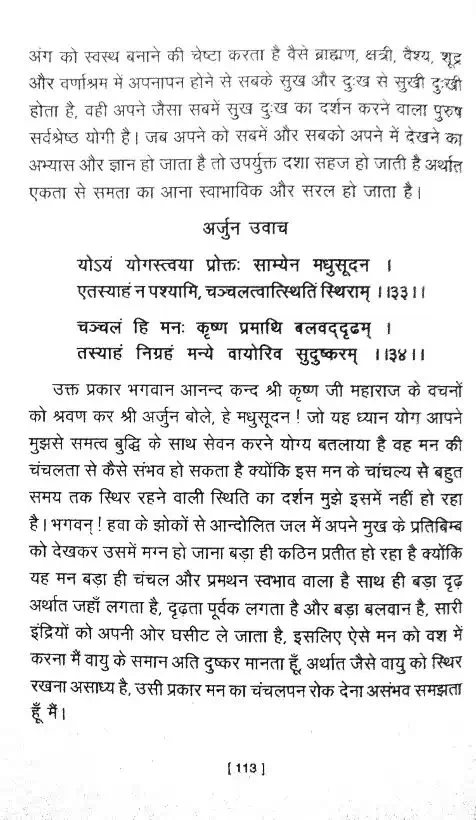 अंग को स्वस्थ बनाने की चेष्टा करता है वैसे ब्राह्मण, क्षत्री, वैश्य, शूद्र
और वर्णाश्रम में अपनापन होने से सबके सुख और दुःख से सुखी दुःखी
होता है, वही अपने जैसा सबमें सुख दुःख का दर्शन करने वाला पुरुष
सर्वश्रेष्ठ योगी है। जब अपने को सबमें और सबको अपने में देखने का
अभ्यास और ज्ञान हो जाता है तो उपर्युक्त दशा सहज हो जाती है अर्थात
एकता से समता का आना स्वाभाविक और सरल हो जाता है।
अर्जुन उवाच
योऽयं योगस्त्वया प्रोक्तः साम्येन मधुसूदन ।
एतस्याहं न पश्यामि, चञ्चलत्वात्स्थितिं स्थिराम् ।।३३।।
चञ्चलं हि मनः कृष्ण प्रमाथि बलवद्दृढम् ।
तस्याहं निग्रहं मन्ये वायोरिव सुदुष्करम् ।।३४।।
उक्त प्रकार भगवान आनन्द कन्द श्री कृष्ण जी महाराज के वचनों
को श्रवण कर श्री अर्जुन बोले, हे मधुसूदन ! जो यह ध्यान योग आपने
मुझसे समत्व बुद्धि के साथ सेवन करने योग्य बतलाया है वह मन की
चंचलता से कैसे संभव हो सकता है क्योंकि इस मन के चांचल्य से बहुत
समय तक स्थिर रहने वाली स्थिति का दर्शन मुझे इसमें नहीं हो रहा
है। भगवन् ! हवा के झोकों से आन्दोलित जल में अपने मुख के प्रतिबिम्ब
को देखकर उसमें मग्न हो जाना बड़ा ही कठिन प्रतीत हो रहा है क्योंकि
यह मन बड़ा ही चंचल और प्रमथन स्वभाव वाला है साथ ही बड़ा दृढ़
अर्थात जहाँ लगता है, दृढ़ता पूर्वक लगता है और बड़ा बलवान है, सारी
इंद्रियों को अपनी ओर घसीट ले जाता है, इसलिए ऐसे मन को वश में
करना मैं वायु के समान अति दुष्कर मानता हूँ, अर्थात जैसे वायु को स्थिर
रखना असाध्य है, उसी प्रकार मन का चंचलपन रोक देना असंभव समझता
हूँ मैं।
[ 113 ]